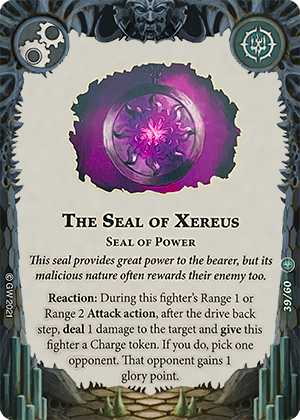 THE SEAL OF XEREUS
SEAL OF POWER
This seal provides great power to the bearer, but its
malicious nature often rewards their enemy too.
Reaction: During this fighter's Range 1 or
Range 2 Attack action, after the drive back
step, deal 1 damage to the target and give this
fighter a Charge token. If you do, pick one
opponent. That opponent gains 1
glory point.
© GW 2021
39/60